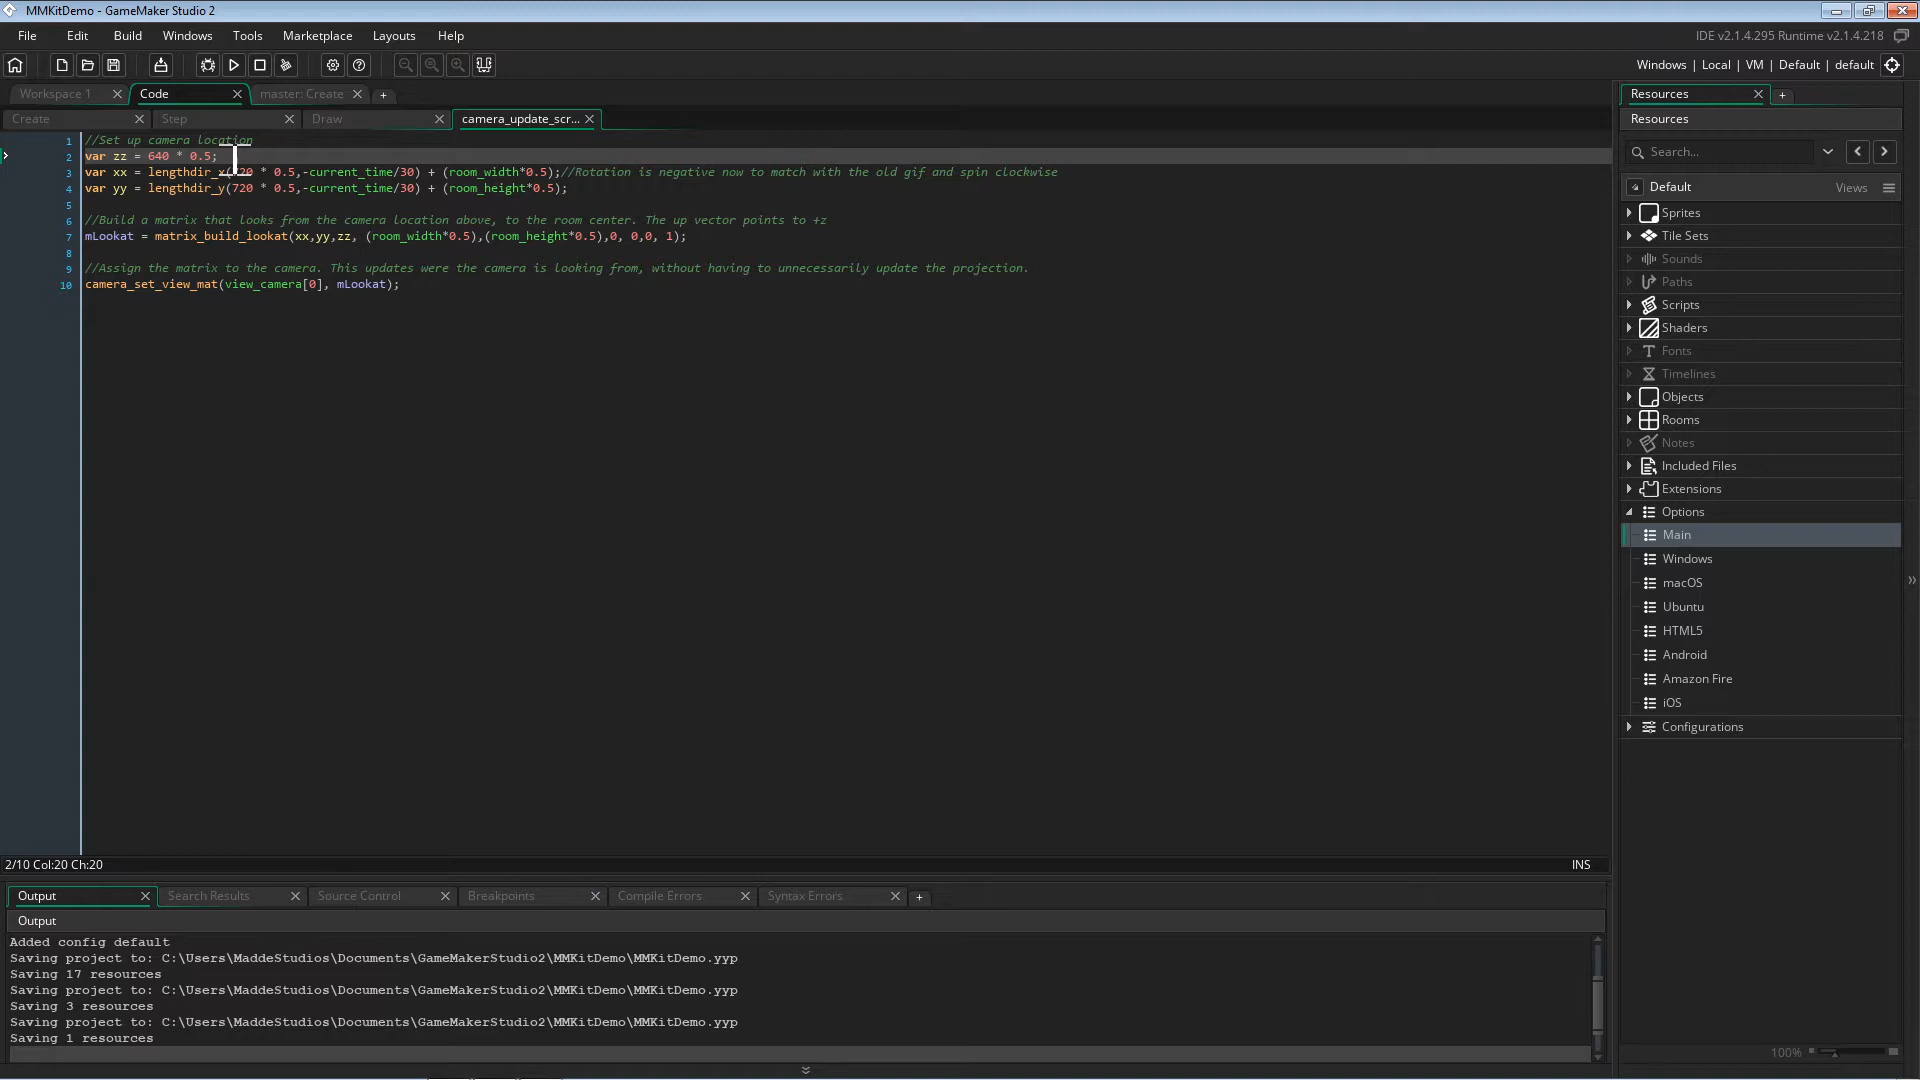 MMKitDemo - GameMaker Studio 2
File Edit Build Windows Tools Marketplace Layouts Help
IDE v2.1.4.295 Runtime v2.1.4.218
Windows | Local | VM | Default | default
Workspace 1
Code
master: Create
Create
Step
Draw
camera_update_scr...
1 //Set up camera location
2 var zz = 640 * 0.5;
3 var xx = lengthdir_x(720 * 0.5,-current_time/30) + (room_width*0.5);//Rotation is negative now to match with the old gif and spin clockwise
4 var yy = lengthdir_y(720 * 0.5,-current_time/30) + (room_height*0.5);
5
6 //Build a matrix that looks from the camera location above, to the room center. The up vector points to +z
7 mLookat = matrix_build_lookat(xx,yy,zz, (room_width*0.5),(room_height*0.5),0, 0,0, 1);
8
9 //Assign the matrix to the camera. This updates were the camera is looking from, without having to unnecessarily update the projection.
10 camera_set_view_mat(view_camera[0], mLookat);
2/10 Col:20 Ch:20
INS
Output
Search Results
Source Control
Breakpoints
Compile Errors
Syntax Errors
Output
Added config default
Saving project to: C:\Users\MaddeStudios\Documents\GameMakerStudio2\MMKitDemo\MMKitDemo.yyp
Saving 17 resources
Saving project to: C:\Users\MaddeStudios\Documents\GameMakerStudio2\MMKitDemo\MMKitDemo.yyp
Saving 3 resources
Saving project to: C:\Users\MaddeStudios\Documents\GameMakerStudio2\MMKitDemo\MMKitDemo.yyp
Saving 1 resources
Resources
Resources
Search...
Default
Views
Sprites
Tile Sets
Sounds
Paths
Scripts
Shaders
Fonts
Timelines
Objects
Rooms
Notes
Included Files
Extensions
Options
Main
Windows
macOS
Ubuntu
HTML5
Android
Amazon Fire
iOS
Configurations
100%